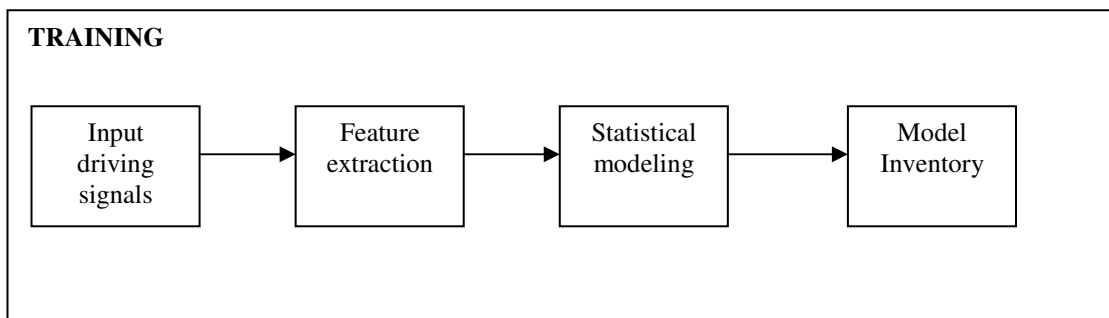 TRAINING
Input
driving
signals
Feature
extraction
Statistical
modeling
Model
Inventory